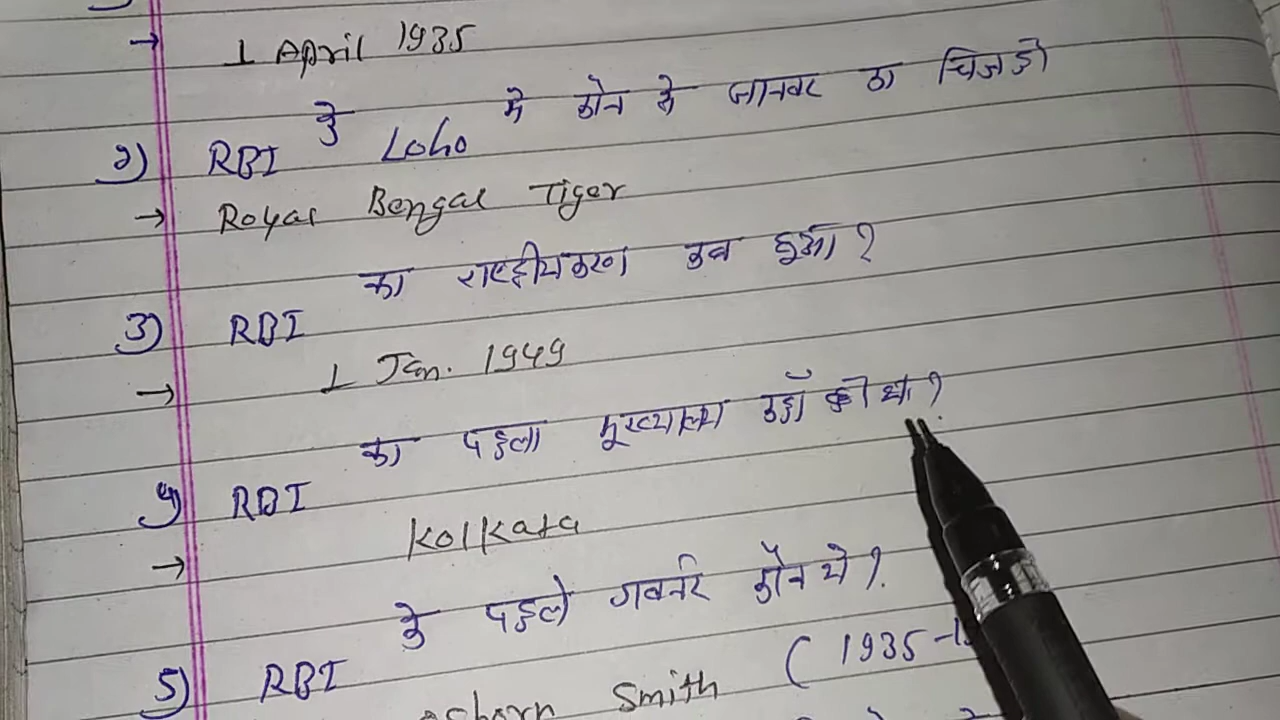 → 1 April 1935
2) RBI के Logo में कौन से जानवर का चित्र है
→ Royal Bengal Tiger
3) RBI का राष्ट्रीयकरण कब हुआ ?
→ 1 Jan. 1949
4) RBI का पहला मुख्यालय कहाँ था ?
→ Kolkata
5) RBI के पहले गवर्नर कौन थे ?
Smith ( 1935 -